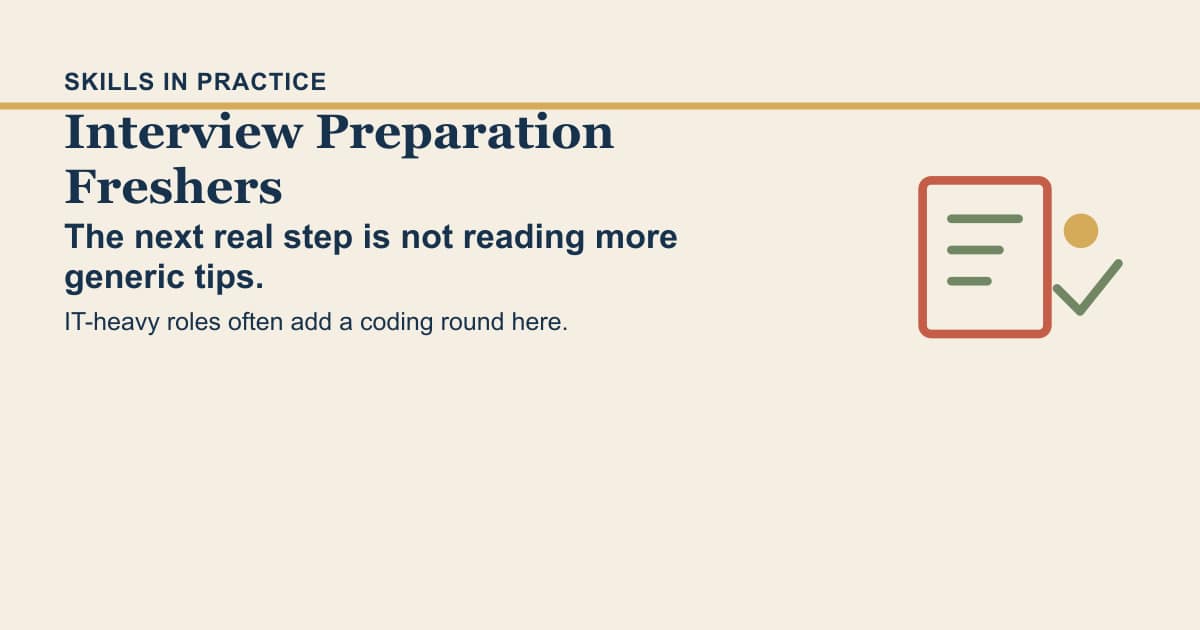 SKILLS IN PRACTICE
Interview Preparation
Freshers
The next real step is not reading more
generic tips.
IT-heavy roles often add a coding round here.